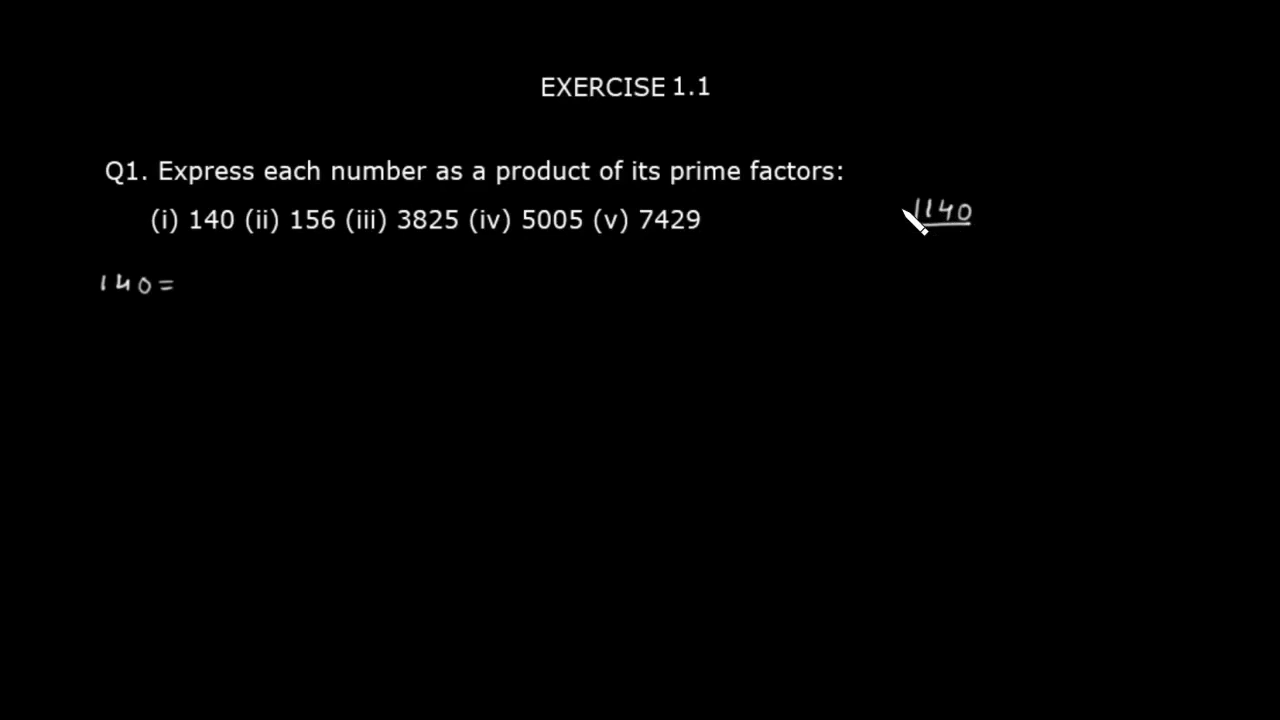 EXERCISE 1.1
Q1. Express each number as a product of its prime factors:
(i) 140 (ii) 156 (iii) 3825 (iv) 5005 (v) 7429
140
140 =